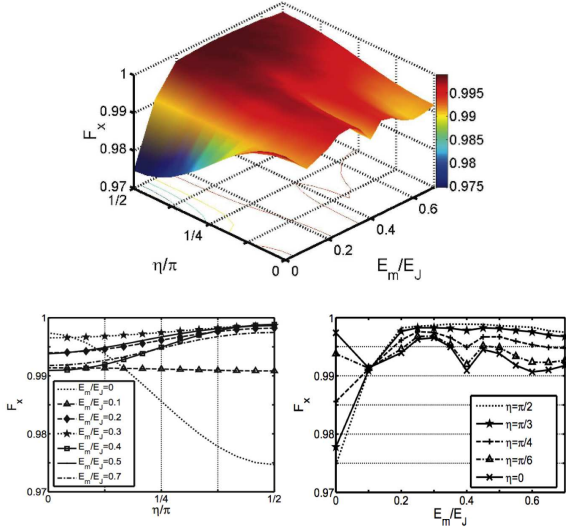 1
0.99
0.98
0.97
F_x
1/2
1/4
0
η/π
0
0.2
0.4
0.6
E_m/E_J
0.995
0.99
0.985
0.98
0.975
1
0.99
0.98
0.97
F_x
E_m/E_J=0
E_m/E_J=0.1
E_m/E_J=0.2
E_m/E_J=0.3
E_m/E_J=0.4
E_m/E_J=0.5
E_m/E_J=0.7
0 1/4 1/2
η/π
1
0.99
0.98
0.97
F_x
η=π/2
η=π/3
η=π/4
η=π/6
η=0
0 0.2 0.4 0.6
E_m/E_J